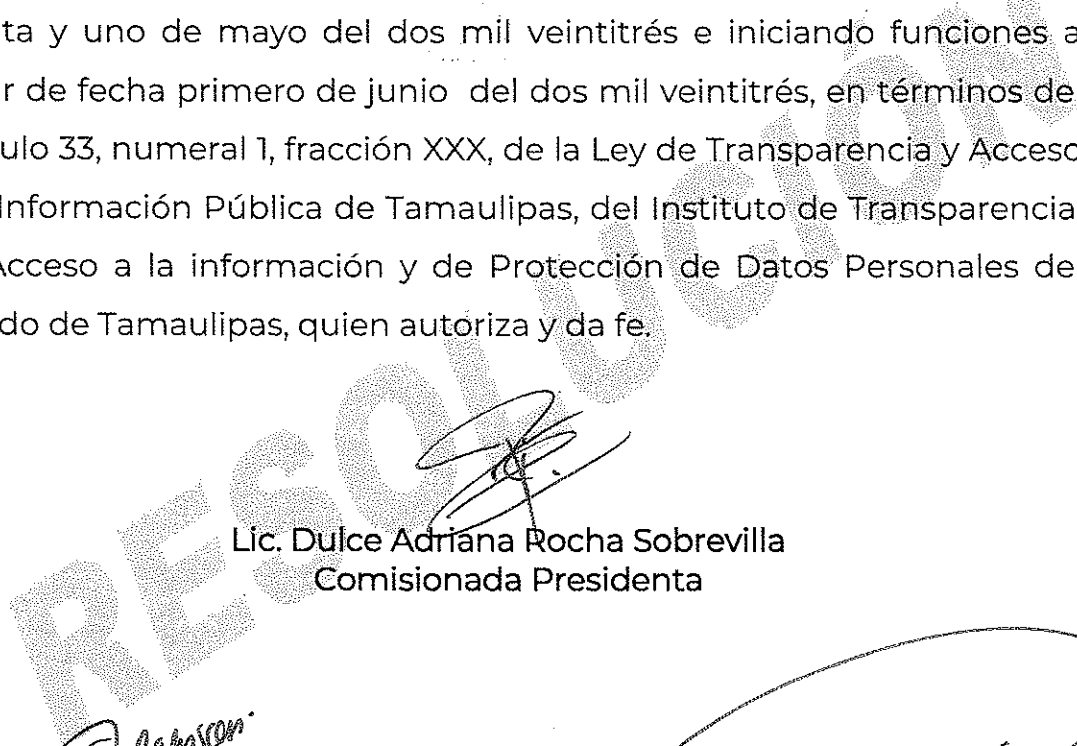 ta y uno de mayo del dos mil veintitrés e iniciando funciones a
r de fecha primero de junio del dos mil veintitrés, en términos de
ulo 33, numeral 1, fracción XXX, de la Ley de Transparencia y Acceso
Información Pública de Tamaulipas, del Instituto de Transparencia
Acceso a la información y de Protección de Datos Personales de
do de Tamaulipas, quien autoriza y da fe.
RESOLUCIÓN
Lic. Dulce Adriana Rocha Sobrevilla
Comisionada Presidenta